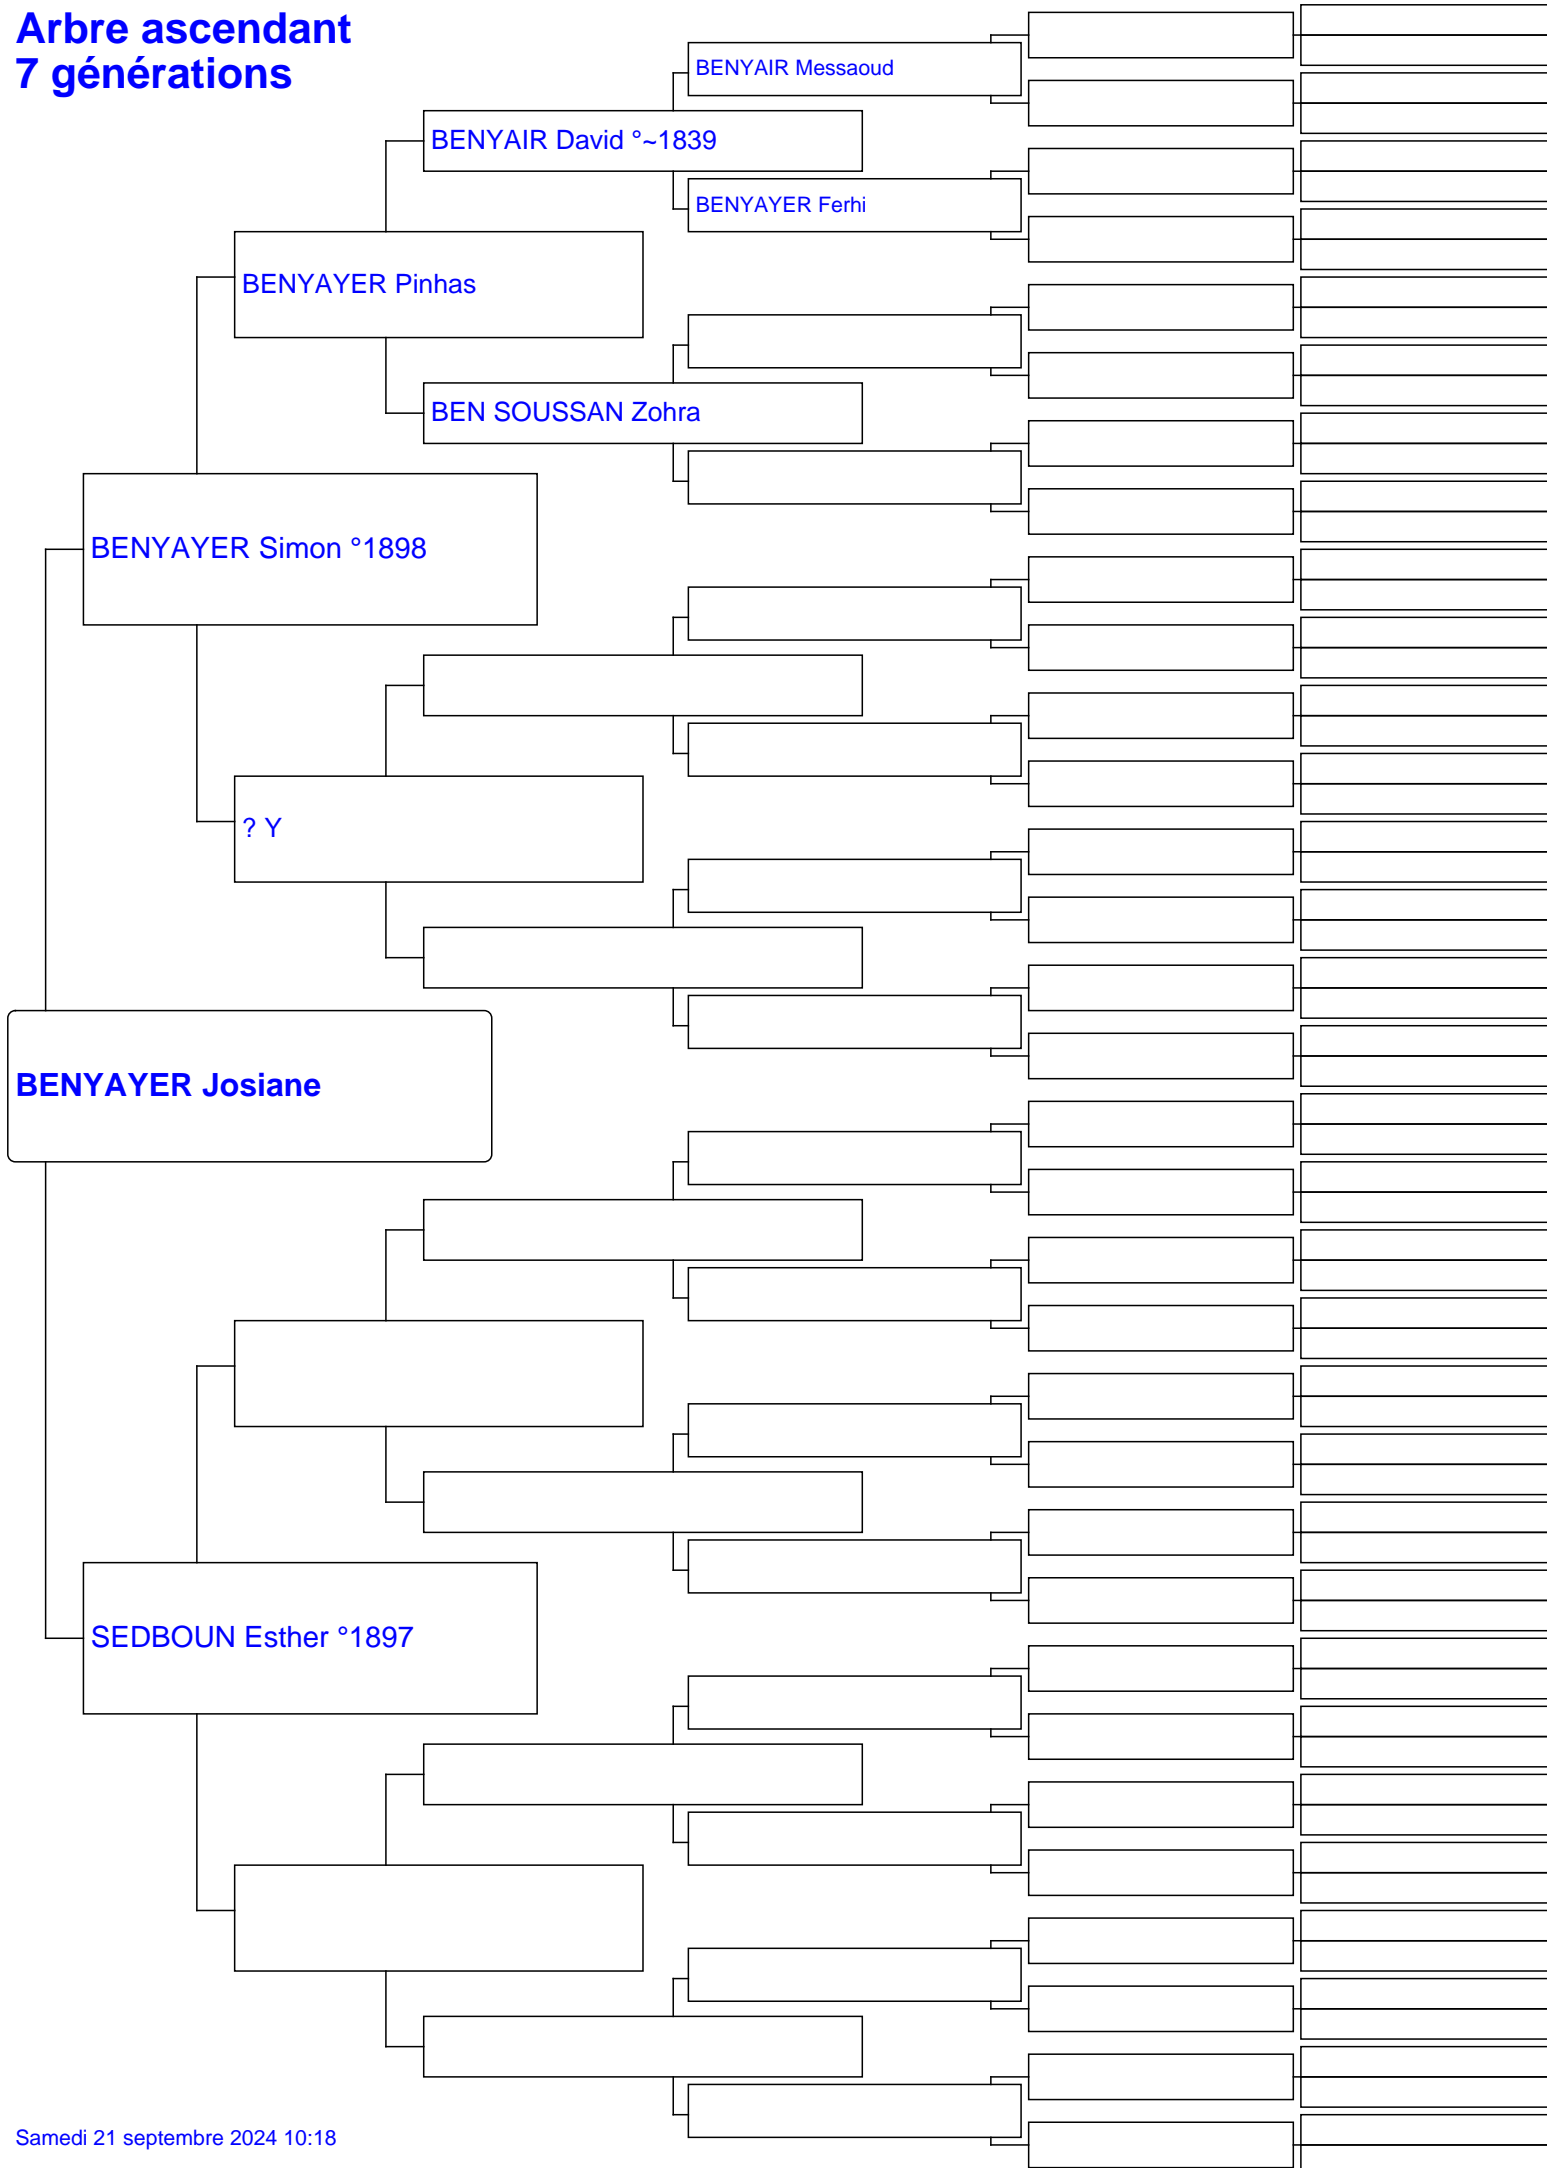 Arbre ascendant
7 générations
BENYAIR Messaoud
BENYAIR David °~1839
BENYAYER Ferhi
BENYAYER Pinhas
BEN SOUSSAN Zohra
BENYAYER Simon °1898
? Y
BENYAYER Josiane
SEDBOUN Esther °1897
Samedi 21 septembre 2024 10:18